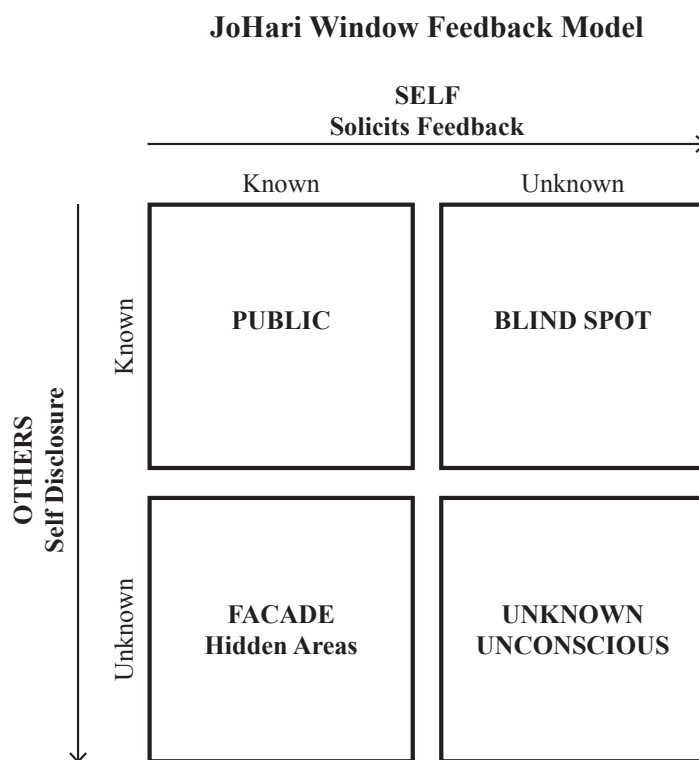 JoHari Window Feedback Model
SELF
Solicits Feedback
Known
Unknown
OTHERS
Self Disclosure
Known
PUBLIC
BLIND SPOT
Unknown
FACADE
Hidden Areas
UNKNOWN
UNCONSCIOUS